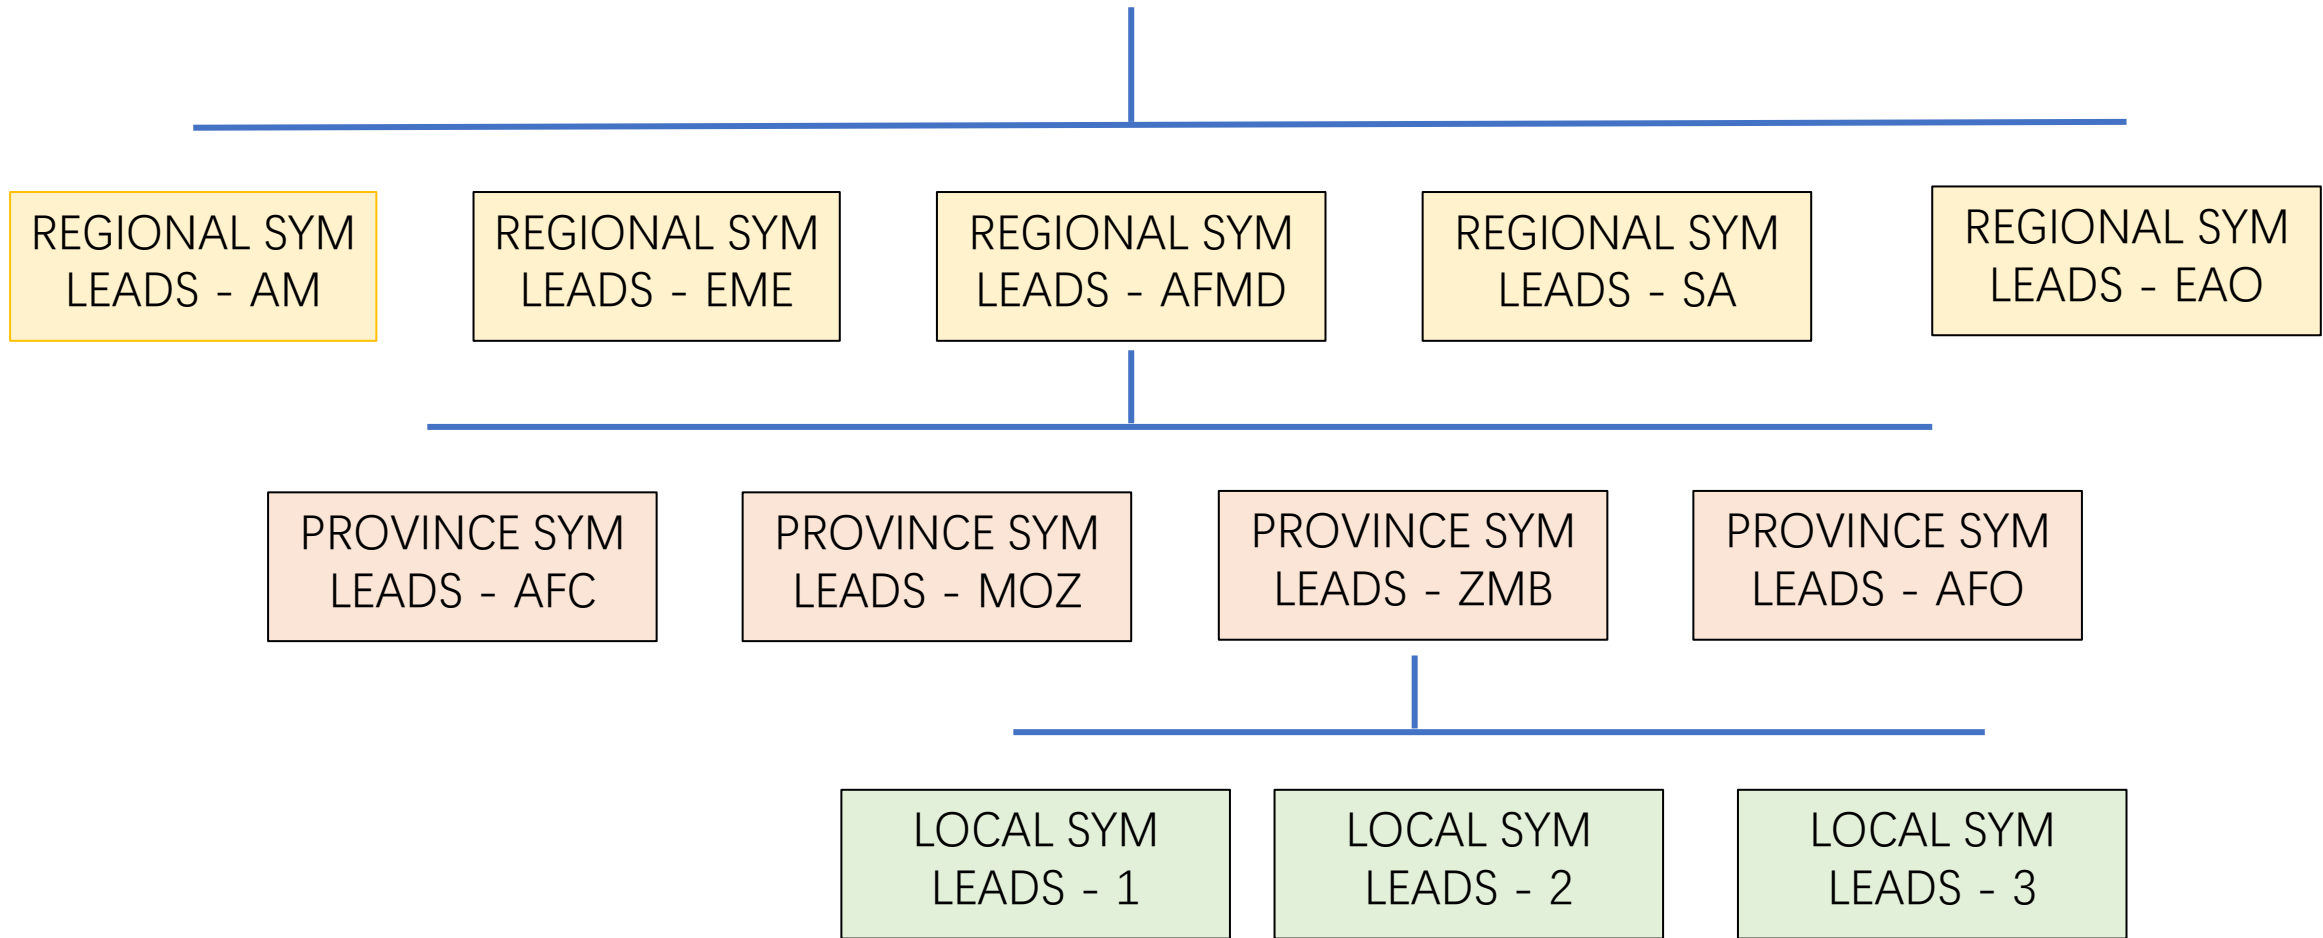 REGIONAL SYM
LEADS - AM
REGIONAL SYM
LEADS - EME
REGIONAL SYM
LEADS - AFMD
REGIONAL SYM
LEADS - SA
REGIONAL SYM
LEADS - EAO
PROVINCE SYM
LEADS - AFC
PROVINCE SYM
LEADS - MOZ
PROVINCE SYM
LEADS - ZMB
PROVINCE SYM
LEADS - AFO
LOCAL SYM
LEADS - 1
LOCAL SYM
LEADS - 2
LOCAL SYM
LEADS - 3